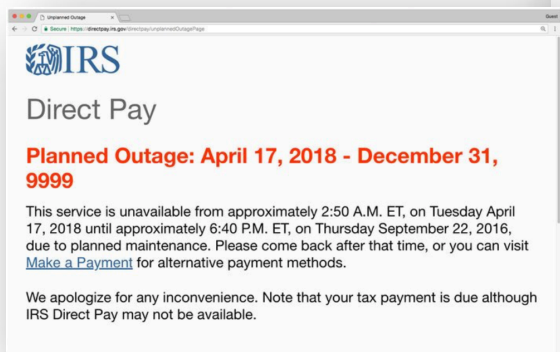 Unplanned Outage
Guest
Secure | https://directpay.irs.gov/directpay/unplannedOutagePage
IRS
Direct Pay
Planned Outage: April 17, 2018 - December 31,
9999
This service is unavailable from approximately 2:50 A.M. ET, on Tuesday April
17, 2018 until approximately 6:40 P.M. ET, on Thursday September 22, 2016,
due to planned maintenance. Please come back after that time, or you can visit
Make a Payment for alternative payment methods.
We apologize for any inconvenience. Note that your tax payment is due although
IRS Direct Pay may not be available.